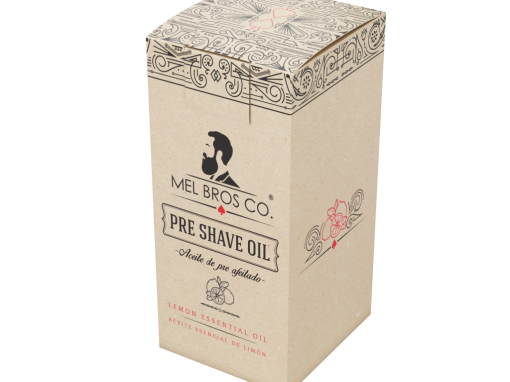 MEL BROS CO.®
PRE SHAVE OIL
Aceite de pre afeitado
LEMON ESSENTIAL OIL
ACEITE ESENCIAL DE LIMÓN